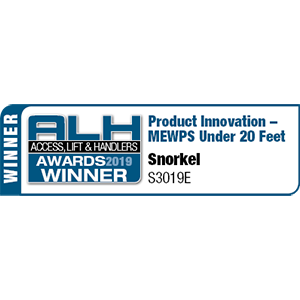 WINNER
ALH
ACCESS, LIFT & HANDLERS
AWARDS 2019
WINNER
Product Innovation –
MEWPS Under 20 Feet
Snorkel
S3019E